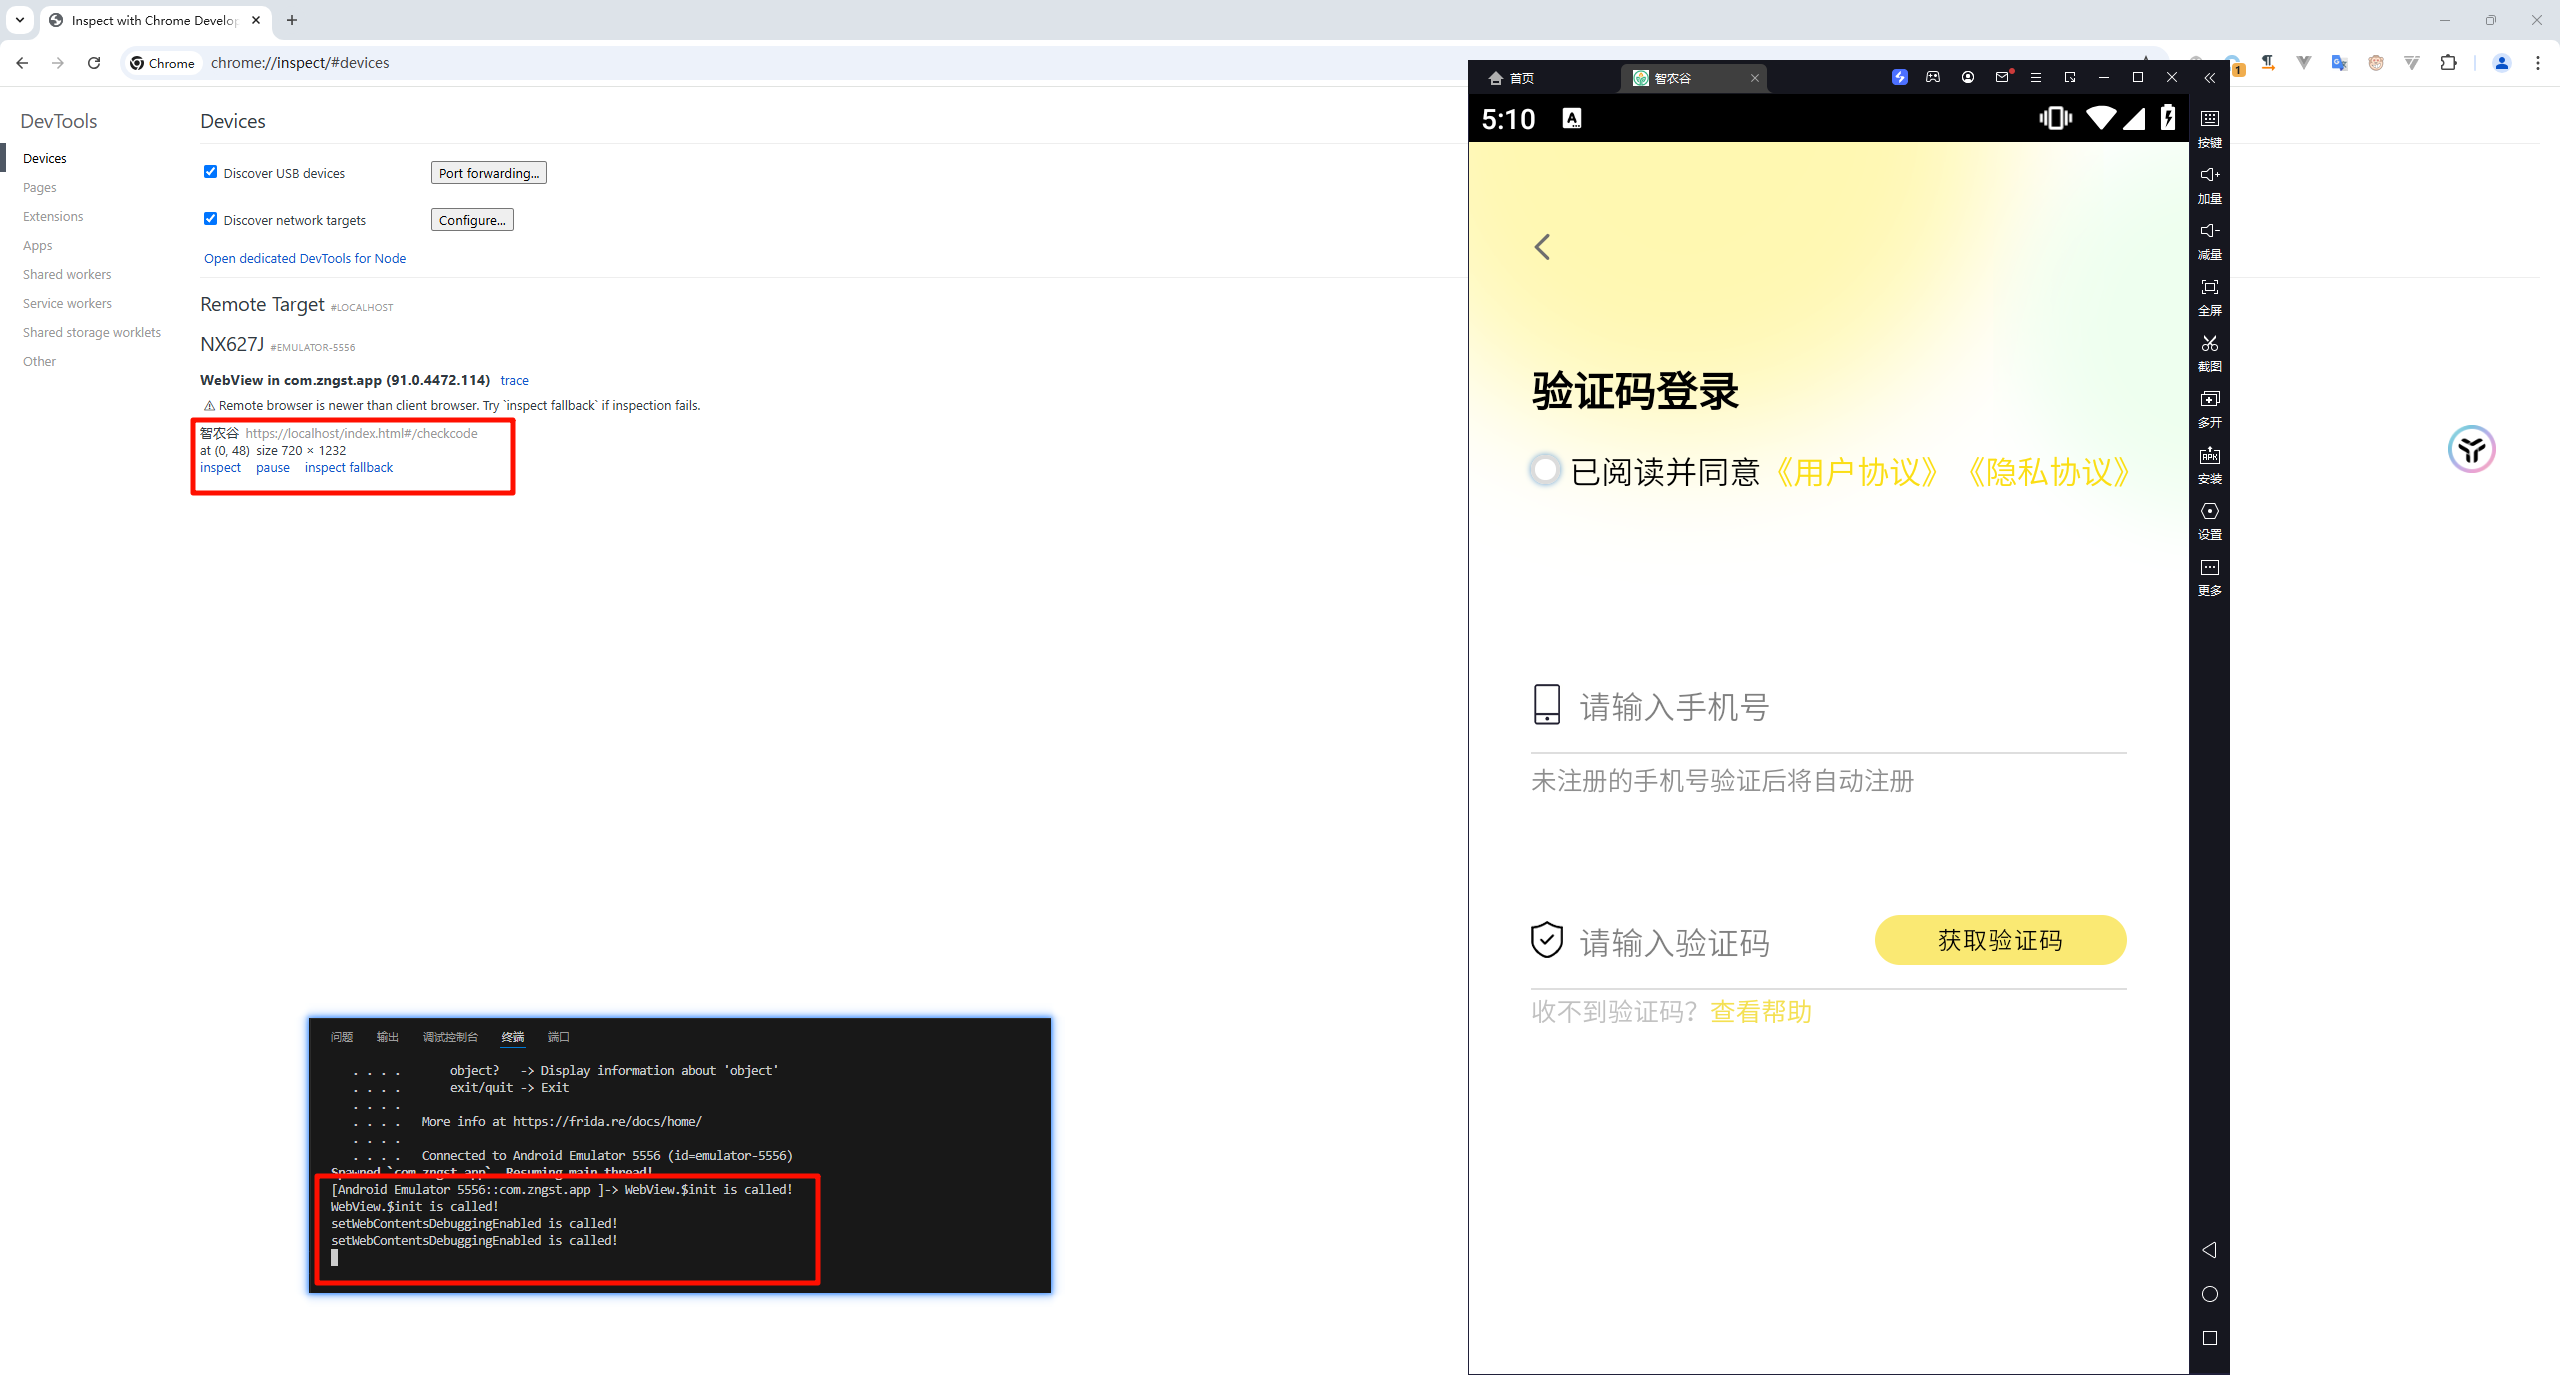 Inspect with Chrome Develop
Chrome
chrome://inspect/#devices
1
DevTools
Devices
Pages
Extensions
Apps
Shared workers
Service workers
Shared storage worklets
Other
Devices
Discover USB devices
Port forwarding...
Discover network targets
Configure...
Open dedicated DevTools for Node
Remote Target #LOCALHOST
NX627J #EMULATOR-5556
WebView in com.zngst.app (91.0.4472.114) trace
⚠ Remote browser is newer than client browser. Try `inspect fallback` if inspection fails.
智农谷 https://localhost/index.html#/checkcode
at (0, 48) size 720 × 1232
inspect pause inspect fallback
问题 输出 调试控制台 终端 端口
. . . . object? -> Display information about 'object'
. . . . exit/quit -> Exit
. . . .
. . . . More info at https://frida.re/docs/home/
. . . .
. . . . Connected to Android Emulator 5556 (id=emulator-5556)
Spawned `com.zngst.app`. Resuming main thread!
[Android Emulator 5556::com.zngst.app ]-> WebView.$init is called!
WebView.$init is called!
setWebContentsDebuggingEnabled is called!
setWebContentsDebuggingEnabled is called!
首页
智农谷
5:10
A
验证码登录
已阅读并同意《用户协议》《隐私协议》
请输入手机号
未注册的手机号验证后将自动注册
请输入验证码
获取验证码
收不到验证码？查看帮助
按键
加量
减量
全屏
截图
多开
APK
安装
设置
更多